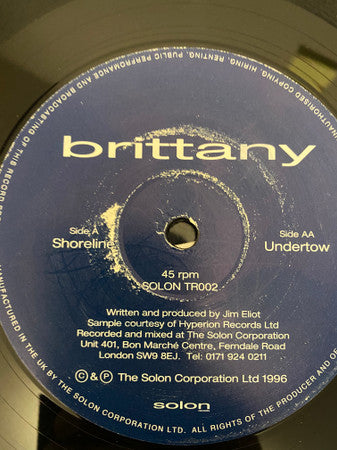 UNAUTHORISED COPYING, HIRING, RENTING, PUBLIC PERFROMANCE AND BROADCASTING OF THIS RECORD
brittany
Side A
Shoreline
Side AA
Undertow
45 rpm
SOLON TR002
Written and produced by Jim Eliot
Sample courtesy of Hyperion Records Ltd
Recorded and mixed at The Solon Corporation
Unit 401, Bon Marché Centre, Ferndale Road
London SW9 8EJ. Tel: 0171 924 0211
© & ℗ The Solon Corporation Ltd 1996
solon
MANUFACTURED IN THE UK BY THE SOLON CORPORATION LTD. ALL RIGHTS OF THE PRODUCER AND